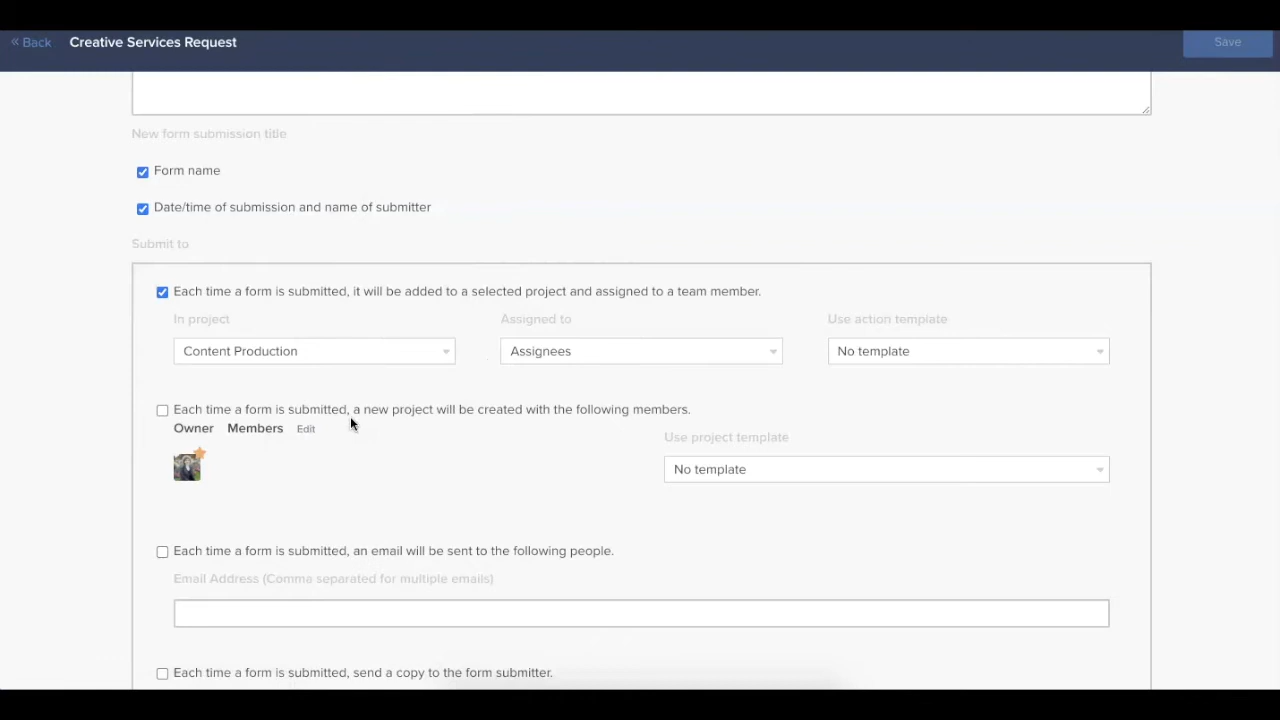 « Back Creative Services Request Save
New form submission title
Form name
Date/time of submission and name of submitter
Submit to
Each time a form is submitted, it will be added to a selected project and assigned to a team member.
In project Assigned to Use action template
Content Production Assignees No template
Each time a form is submitted, a new project will be created with the following members.
Owner Members Edit
Use project template
No template
Each time a form is submitted, an email will be sent to the following people.
Email Address (Comma separated for multiple emails)
Each time a form is submitted, send a copy to the form submitter.